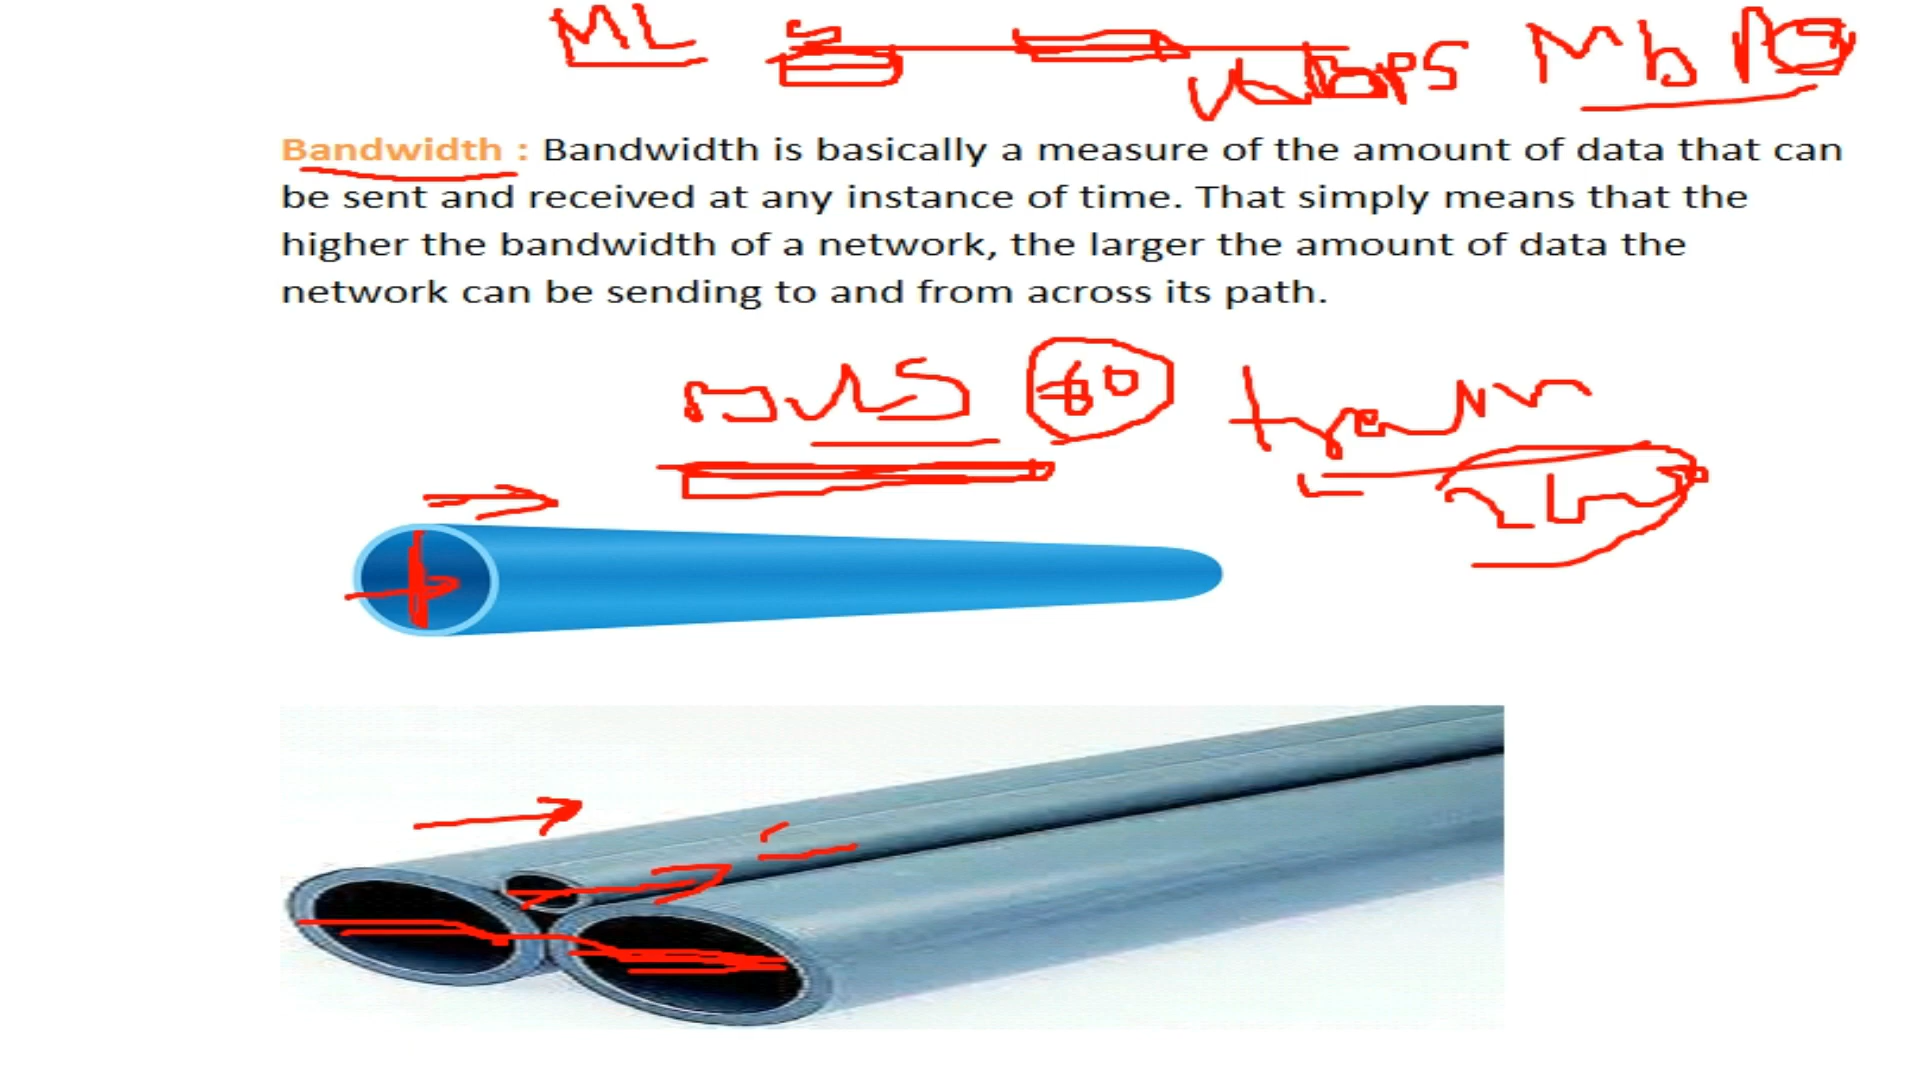 ML
Mb
Bandwidth : Bandwidth is basically a measure of the amount of data that can
be sent and received at any instance of time. That simply means that the
higher the bandwidth of a network, the larger the amount of data the
network can be sending to and from across its path.